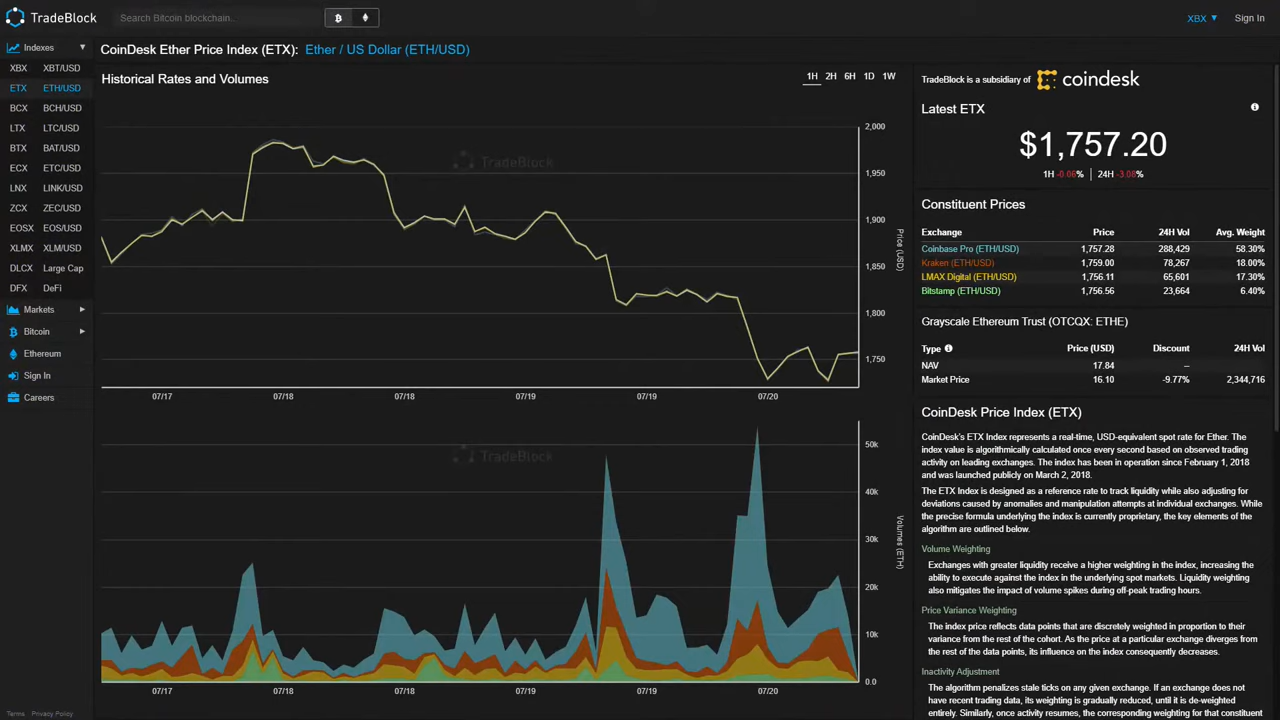 TradeBlock
Search Bitcoin blockchain..
XBX ▼
Sign In
Indexes ▼
XBX XBT/USD
ETX ETH/USD
BCX BCH/USD
LTX LTC/USD
BTX BAT/USD
ECX ETC/USD
LNX LINK/USD
ZCX ZEC/USD
EOSX EOS/USD
XLMX XLM/USD
DLCX Large Cap
DFX DeFi
Markets
Bitcoin
Ethereum
Sign In
Careers
Terms Privacy Policy
CoinDesk Ether Price Index (ETX): Ether / US Dollar (ETH/USD)
Historical Rates and Volumes
1H 2H 6H 1D 1W
TradeBlock
2,000
1,950
1,900
1,850
1,800
1,750
Price (USD)
07/17 07/18 07/18 07/19 07/19 07/20
TradeBlock
50k
40k
30k
20k
10k
0.0
Volumes (ETH)
07/17 07/18 07/18 07/19 07/19 07/20
TradeBlock is a subsidiary of coindesk
Latest ETX
$1,757.20
1H -0.06% | 24H -3.08%
Constituent Prices
Exchange Price 24H Vol Avg. Weight
Coinbase Pro (ETH/USD) 1,757.28 288,429 58.30%
Kraken (ETH/USD) 1,759.00 78,267 18.00%
LMAX Digital (ETH/USD) 1,756.11 65,601 17.30%
Bitstamp (ETH/USD) 1,756.56 23,664 6.40%
Grayscale Ethereum Trust (OTCQX: ETHE)
Type Price (USD) Discount 24H Vol
NAV 17.84 –
Market Price 16.10 -9.77% 2,344,716
CoinDesk Price Index (ETX)
CoinDesk's ETX Index represents a real-time, USD-equivalent spot rate for Ether. The
index value is algorithmically calculated once every second based on observed trading
activity on leading exchanges. The index has been in operation since February 1, 2018
and was launched publicly on March 2, 2018.
The ETX Index is designed as a reference rate to track liquidity while also adjusting for
deviations caused by anomalies and manipulation attempts at individual exchanges. While
the precise formula underlying the index is currently proprietary, the key elements of the
algorithm are outlined below.
Volume Weighting
Exchanges with greater liquidity receive a higher weighting in the index, increasing the
ability to execute against the index in the underlying spot markets. Liquidity weighting
also mitigates the impact of volume spikes during off-peak trading hours.
Price Variance Weighting
The index price reflects data points that are discretely weighted in proportion to their
variance from the rest of the cohort. As the price at a particular exchange diverges from
the rest of the data points, its influence on the index consequently decreases.
Inactivity Adjustment
The algorithm penalizes stale ticks on any given exchange. If an exchange does not
have recent trading data, its weighting is gradually reduced, until it is de-weighted
entirely. Similarly, once activity resumes, the corresponding weighting for that constituent